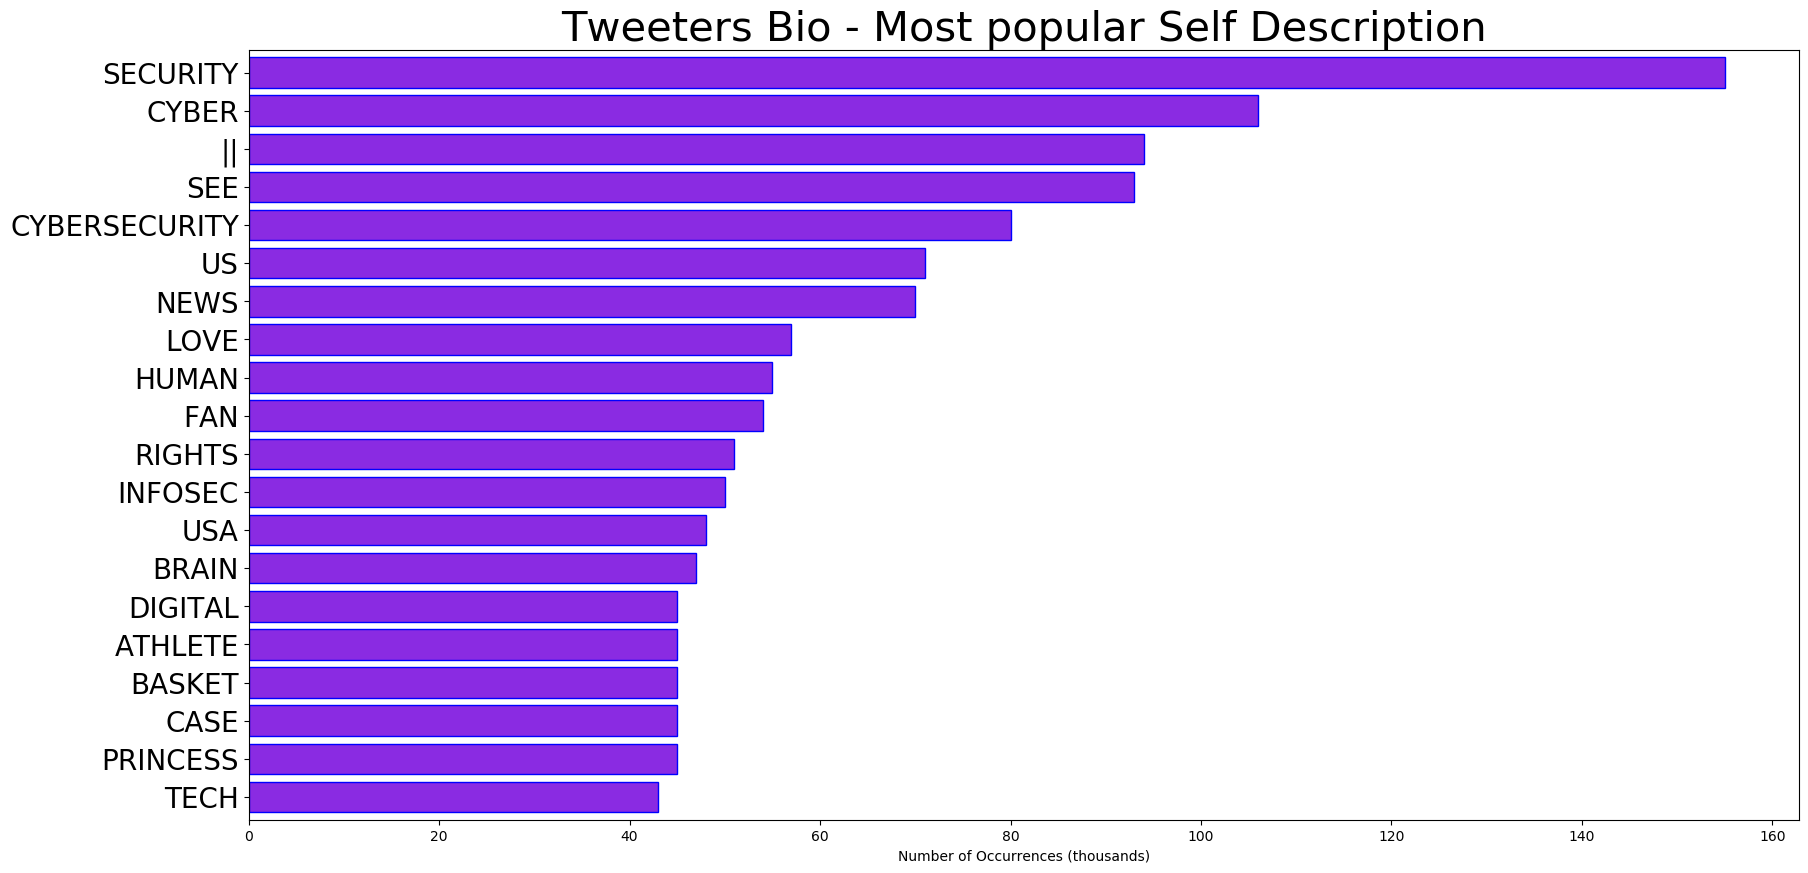 Tweeters Bio - Most popular Self Description
SECURITY
CYBER
||
SEE
CYBERSECURITY
US
NEWS
LOVE
HUMAN
FAN
RIGHTS
INFOSEC
USA
BRAIN
DIGITAL
ATHLETE
BASKET
CASE
PRINCESS
TECH
0 20 40 60 80 100 120 140 160
Number of Occurrences (thousands)